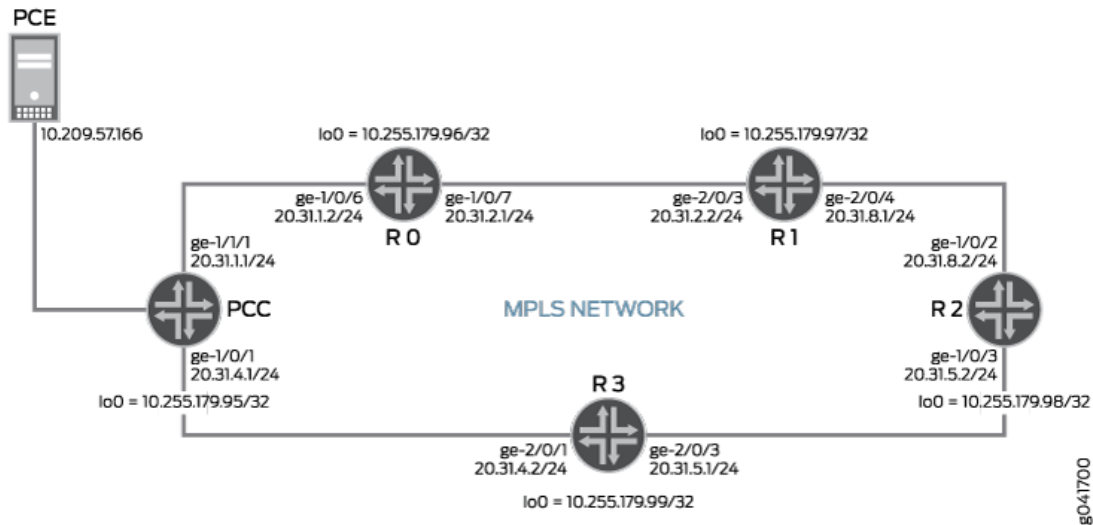 PCE
10.209.57.166
lo0 = 10.255.179.96/32
lo0 = 10.255.179.97/32
ge-1/0/6
20.31.1.2/24
ge-1/0/7
20.31.2.1/24
R 0
ge-2/0/3
20.31.2.2/24
ge-2/0/4
20.31.8.1/24
R 1
ge-1/1/1
20.31.1.1/24
ge-1/0/2
20.31.8.2/24
PCC
MPLS NETWORK
R 2
ge-1/0/1
20.31.4.1/24
ge-1/0/3
20.31.5.2/24
lo0 = 10.255.179.95/32
R 3
lo0 = 10.255.179.98/32
ge-2/0/1
20.31.4.2/24
ge-2/0/3
20.31.5.1/24
lo0 = 10.255.179.99/32
g041700